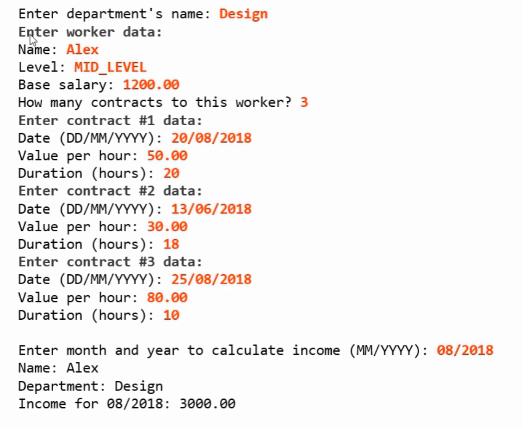 Enter department's name: Design
Enter worker data:
Name: Alex
Level: MID_LEVEL
Base salary: 1200.00
How many contracts to this worker? 3
Enter contract #1 data:
Date (DD/MM/YYYY): 20/08/2018
Value per hour: 50.00
Duration (hours): 20
Enter contract #2 data:
Date (DD/MM/YYYY): 13/06/2018
Value per hour: 30.00
Duration (hours): 18
Enter contract #3 data:
Date (DD/MM/YYYY): 25/08/2018
Value per hour: 80.00
Duration (hours): 10
Enter month and year to calculate income (MM/YYYY): 08/2018
Name: Alex
Department: Design
Income for 08/2018: 3000.00